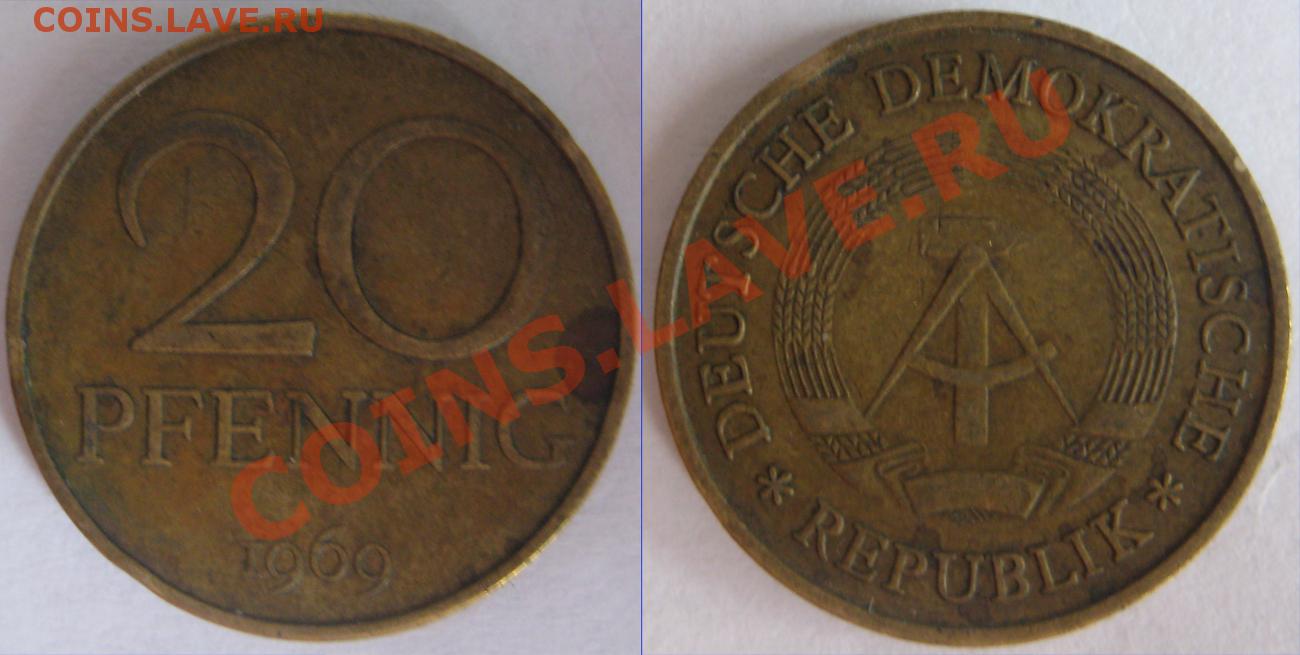 COINS.LAVE.RU
20
PFENNIG
1969
DEUTSCHE DEMOKRATISCHE
* REPUBLIK *
COINS.LAVE.RU